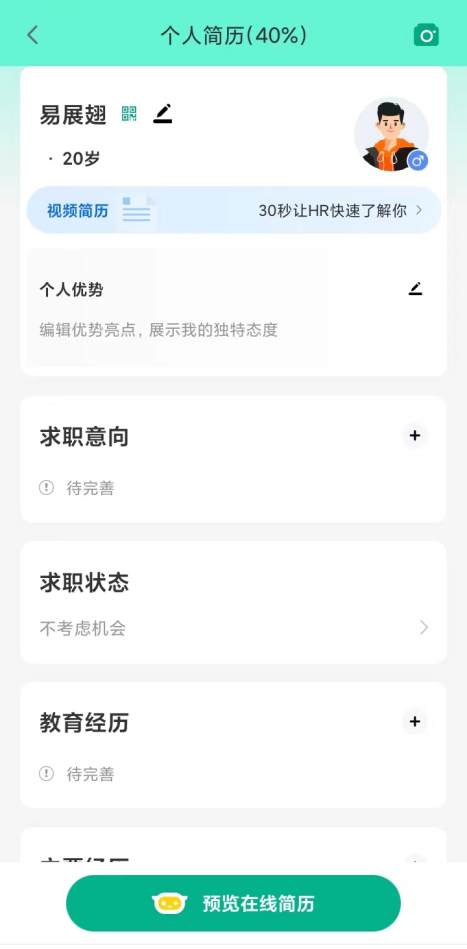 个人简历(40%)
易展翅
· 20岁
视频简历 30秒让HR快速了解你
个人优势
编辑优势亮点，展示我的独特态度
求职意向
待完善
求职状态
不考虑机会
教育经历
待完善
预览在线简历